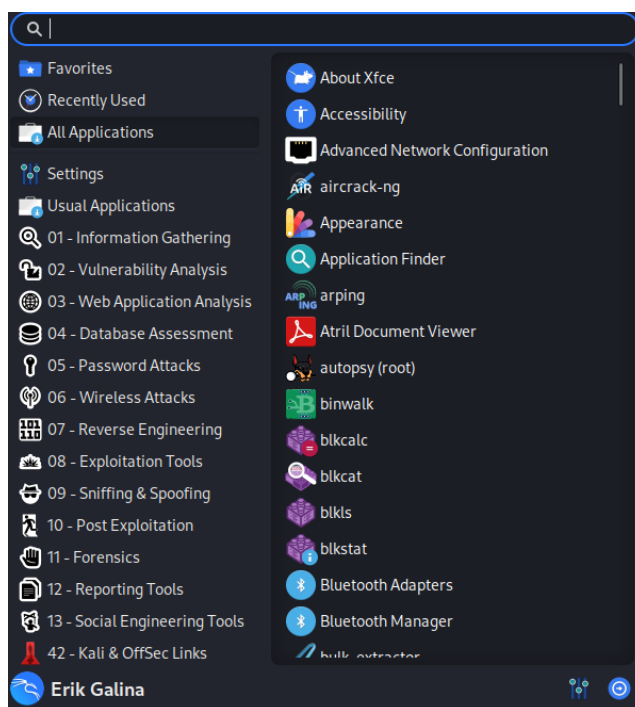 Favorites
Recently Used
All Applications
Settings
Usual Applications
01 - Information Gathering
02 - Vulnerability Analysis
03 - Web Application Analysis
04 - Database Assessment
05 - Password Attacks
06 - Wireless Attacks
07 - Reverse Engineering
08 - Exploitation Tools
09 - Sniffing & Spoofing
10 - Post Exploitation
11 - Forensics
12 - Reporting Tools
13 - Social Engineering Tools
42 - Kali & OffSec Links
About Xfce
Accessibility
Advanced Network Configuration
AIR aircrack-ng
Appearance
Application Finder
ARPING arping
Atril Document Viewer
autopsy (root)
binwalk
blkcalc
blkcat
blkls
blkstat
Bluetooth Adapters
Bluetooth Manager
bulk_extractor
Erik Galina